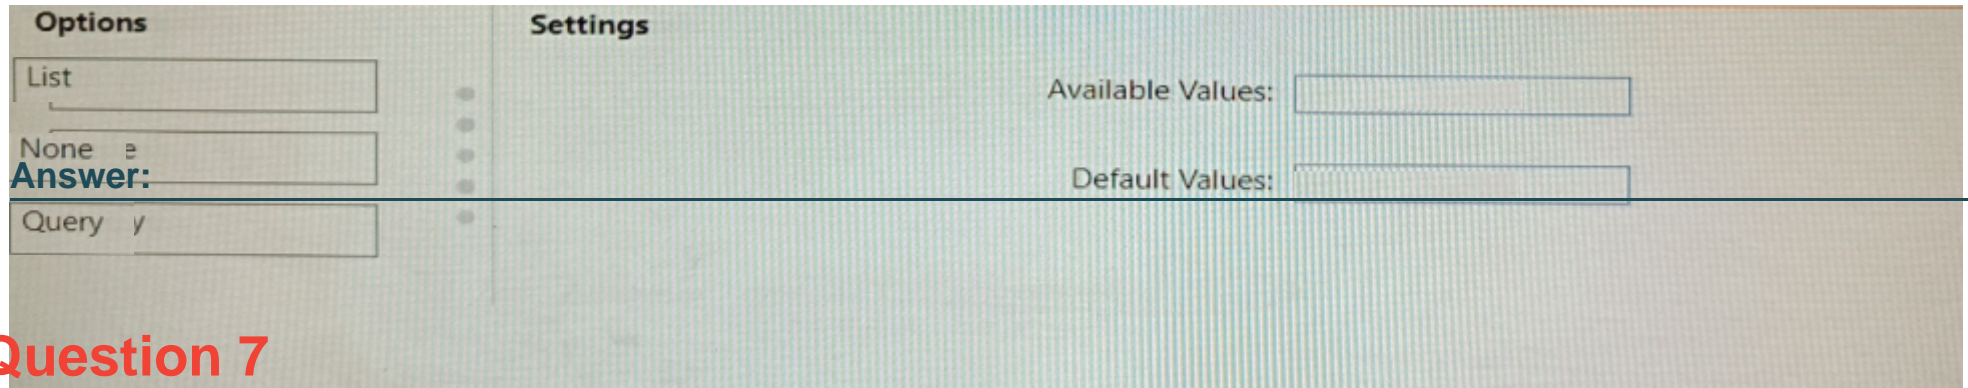 Options
Settings
List
Available Values:
None e
Answer:
Default Values:
Query y
Question 7